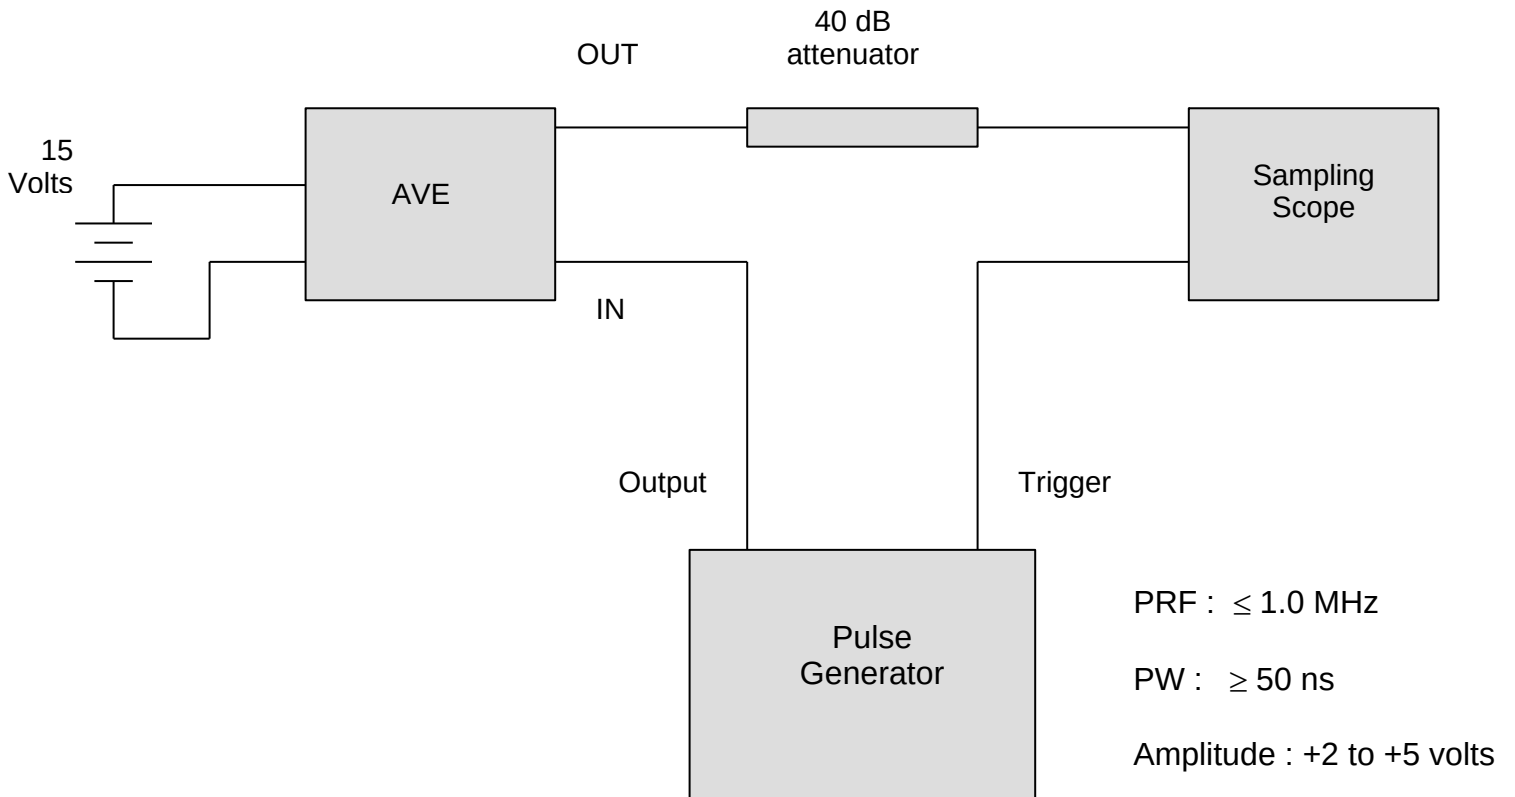 40 dB
attenuator
OUT
15
Volts
AVE
Sampling
Scope
IN
Output
Trigger
Pulse
Generator
PRF : ≤ 1.0 MHz
PW : ≥ 50 ns
Amplitude : +2 to +5 volts